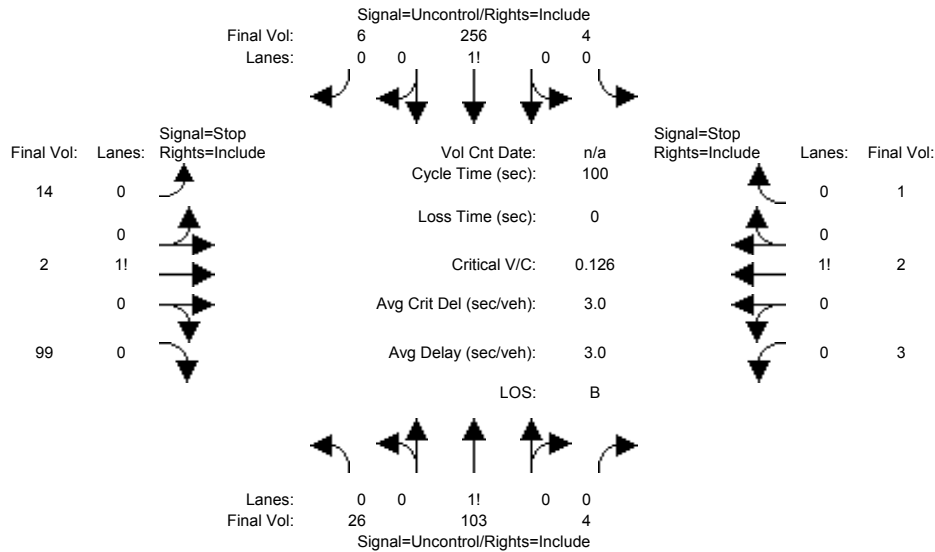 Signal=Uncontrol/Rights=Include
Final Vol: 6 256 4
Lanes: 0 0 1! 0 0
Signal=Stop
Final Vol: Lanes: Rights=Include
Vol Cnt Date: n/a
Signal=Stop
Rights=Include Lanes: Final Vol:
Cycle Time (sec): 100
14 0
0 1
Loss Time (sec): 0
0
0
2 1!
Critical V/C: 0.126
1! 2
0
Avg Crit Del (sec/veh): 3.0
0
99 0
Avg Delay (sec/veh): 3.0
0 3
LOS: B
Lanes: 0 0 1! 0 0
Final Vol: 26 103 4
Signal=Uncontrol/Rights=Include